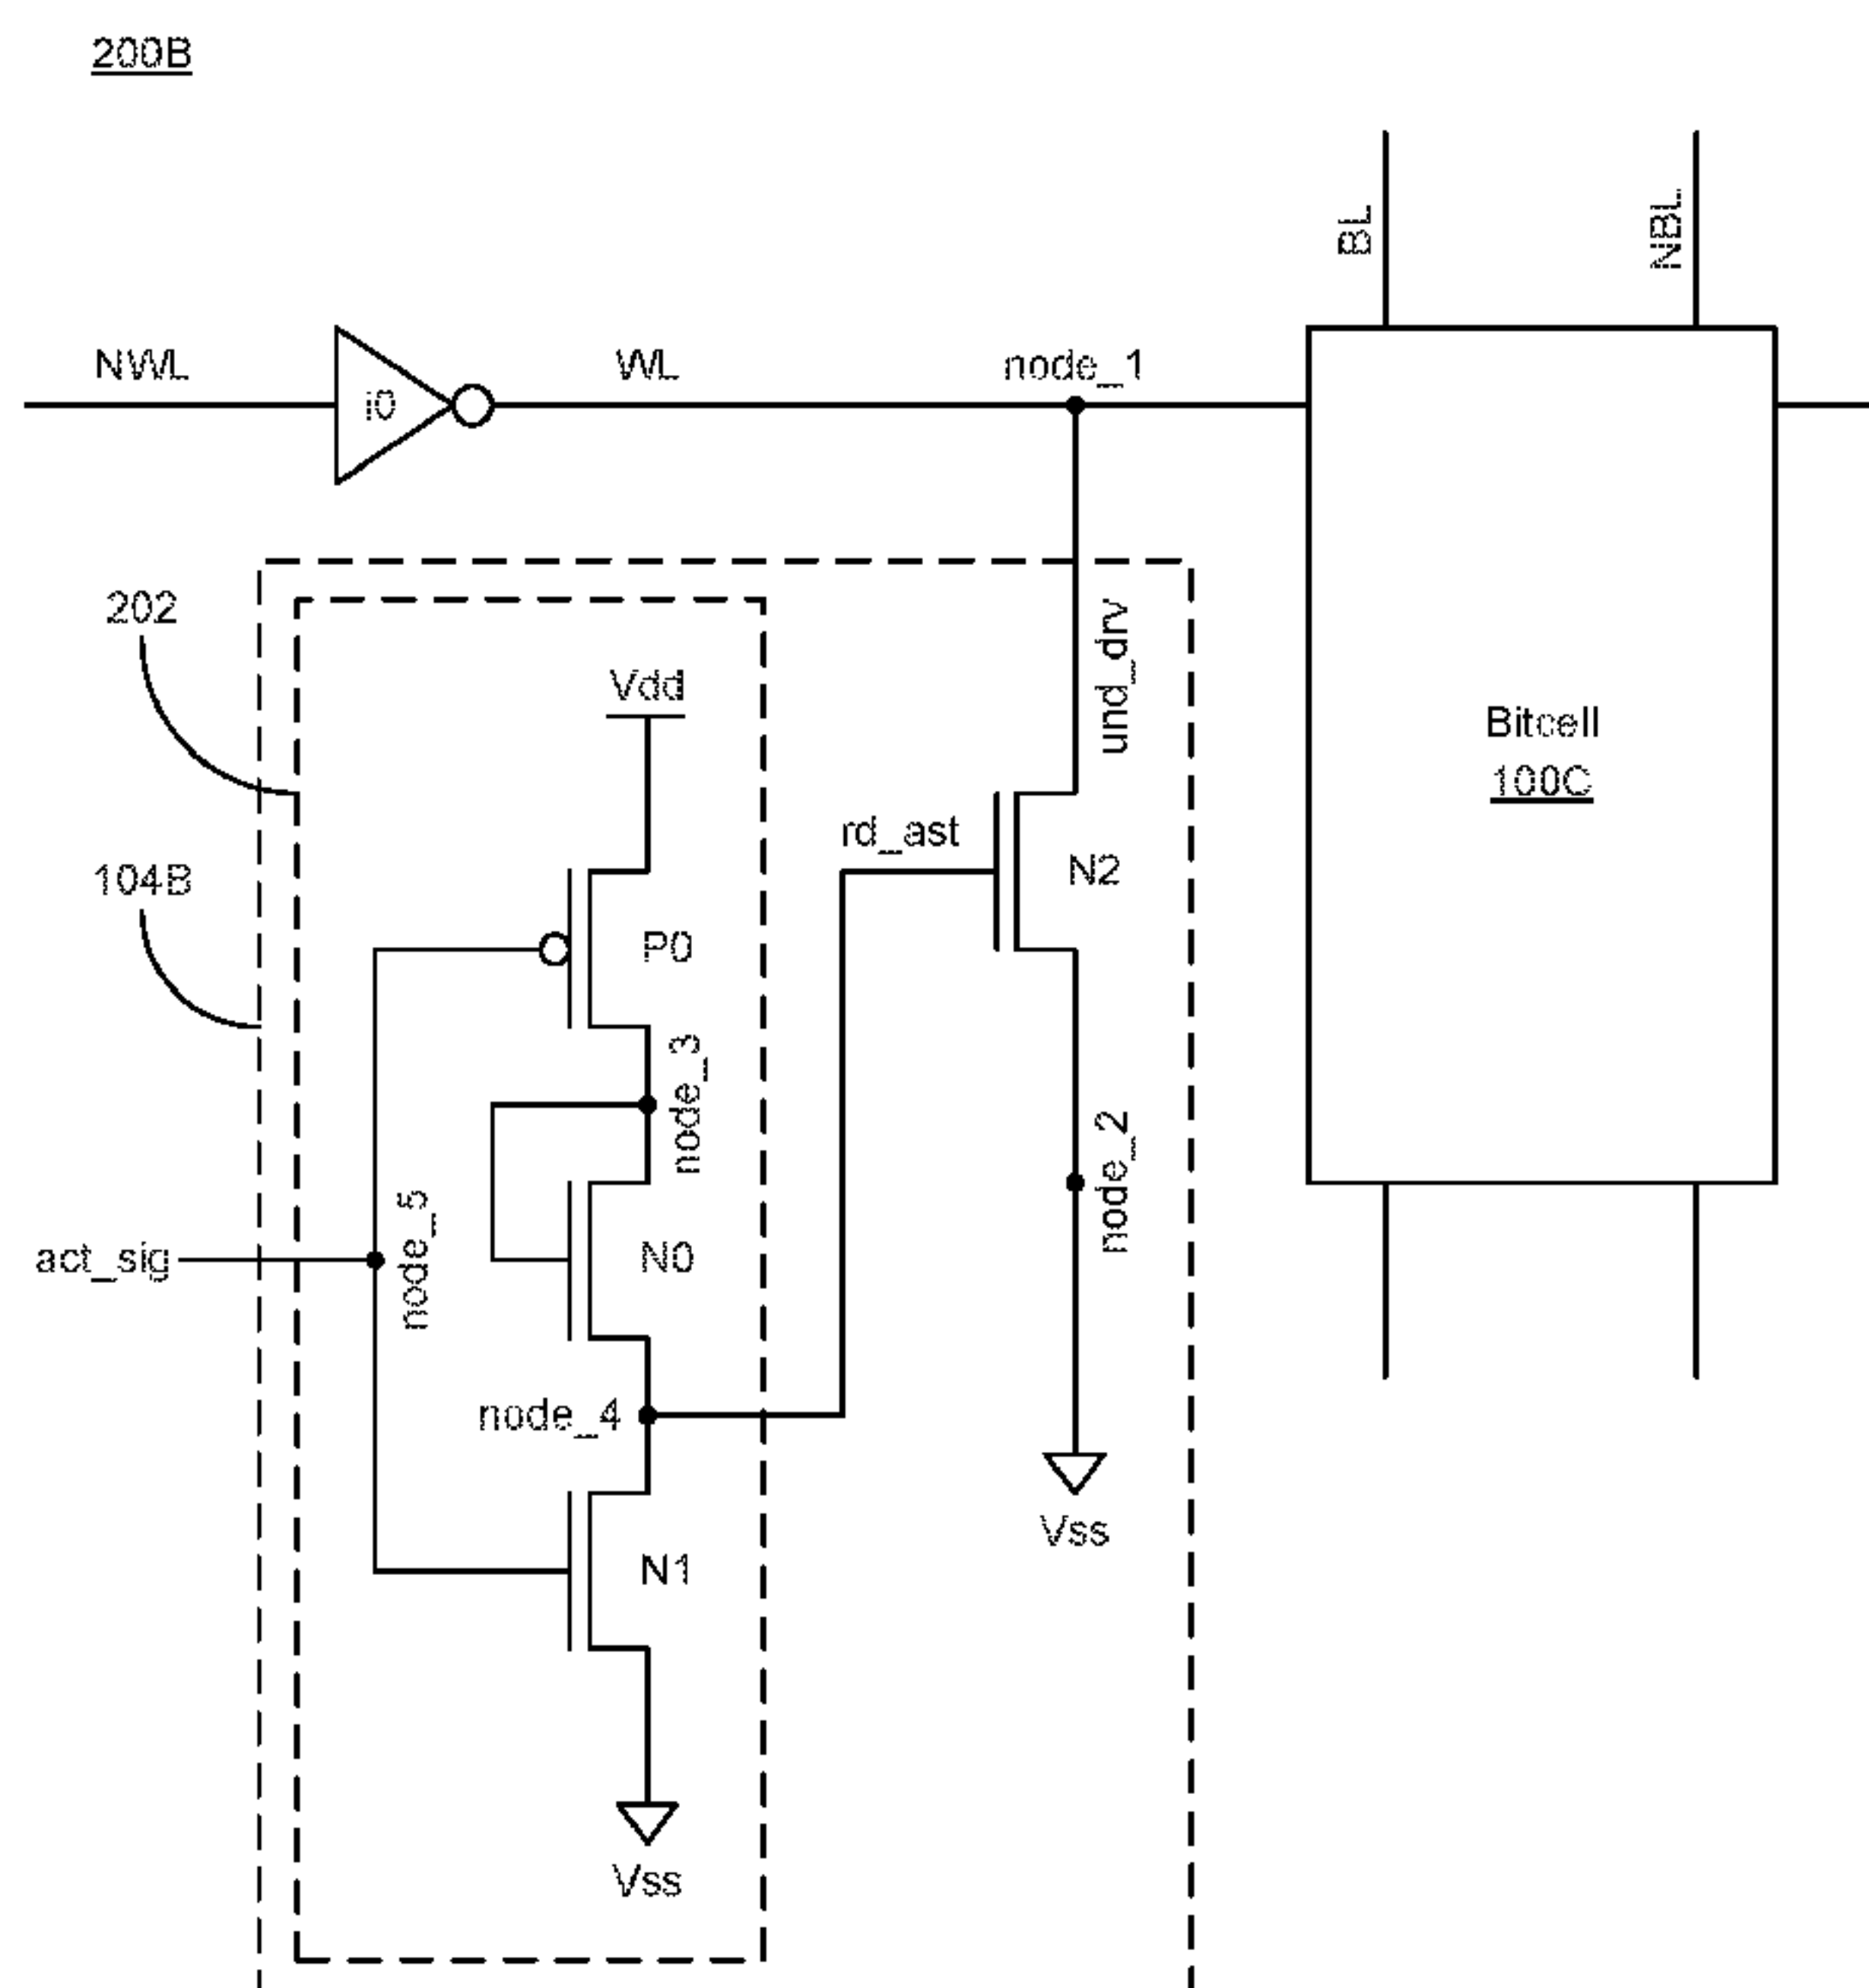 200B
BL
NBL
NWL
i0
WL
node_1
202
Vdd
und_drv
Bitcell
100C
rd_ast
N2
104B
P0
node_3
node_2
node_5
act_sig
N0
node_4
Vss
N1
Vss